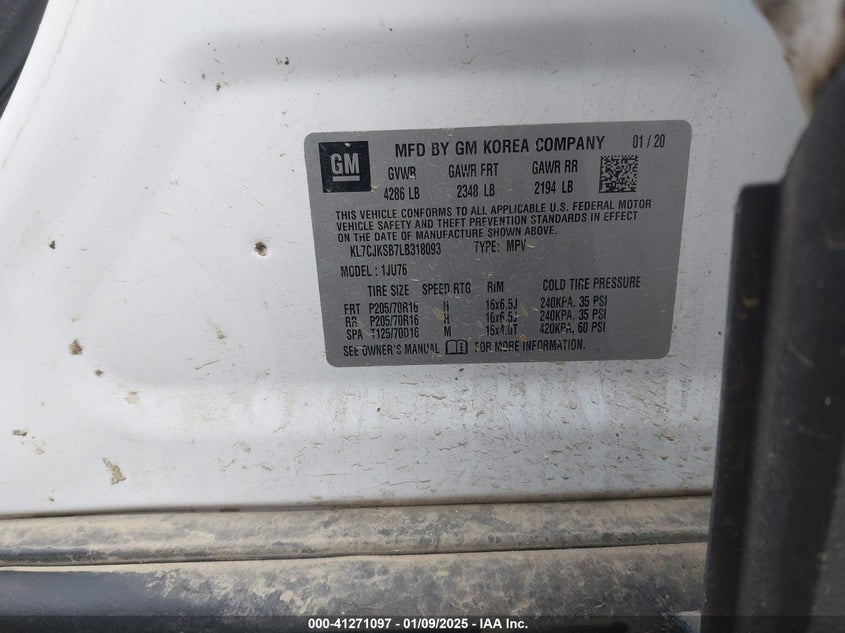 GM
MFD BY GM KOREA COMPANY 01/20
GVWR GAWR FRT GAWR RR
4286 LB 2348 LB 2194 LB
THIS VEHICLE CONFORMS TO ALL APPLICABLE U.S. FEDERAL MOTOR
VEHICLE SAFETY AND THEFT PREVENTION STANDARDS IN EFFECT
ON THE DATE OF MANUFACTURE SHOWN ABOVE.
KL7CJKSB7LB318093 TYPE: MPV
MODEL: 1JU76
TIRE SIZE SPEED RTG RIM COLD TIRE PRESSURE
FRT P205/70R16 H 16x6.5J 240KPA, 35 PSI
RR P205/70R16 H 16x6.5J 240KPA, 35 PSI
SPA T125/70D16 M 16x4.0T 420KPA, 60 PSI
SEE OWNER'S MANUAL FOR MORE INFORMATION.
000-41271097 - 01/09/2025 - IAA Inc.